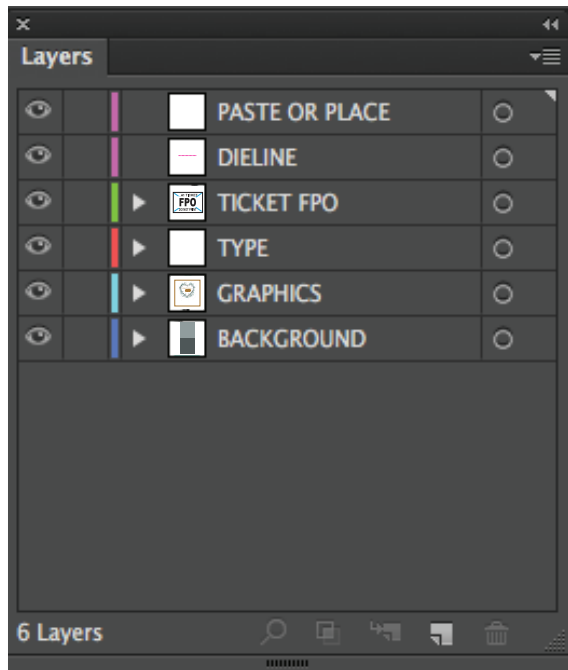 Layers
PASTE OR PLACE
DIELINE
FPO
TICKET FPO
TYPE
GRAPHICS
BACKGROUND
6 Layers